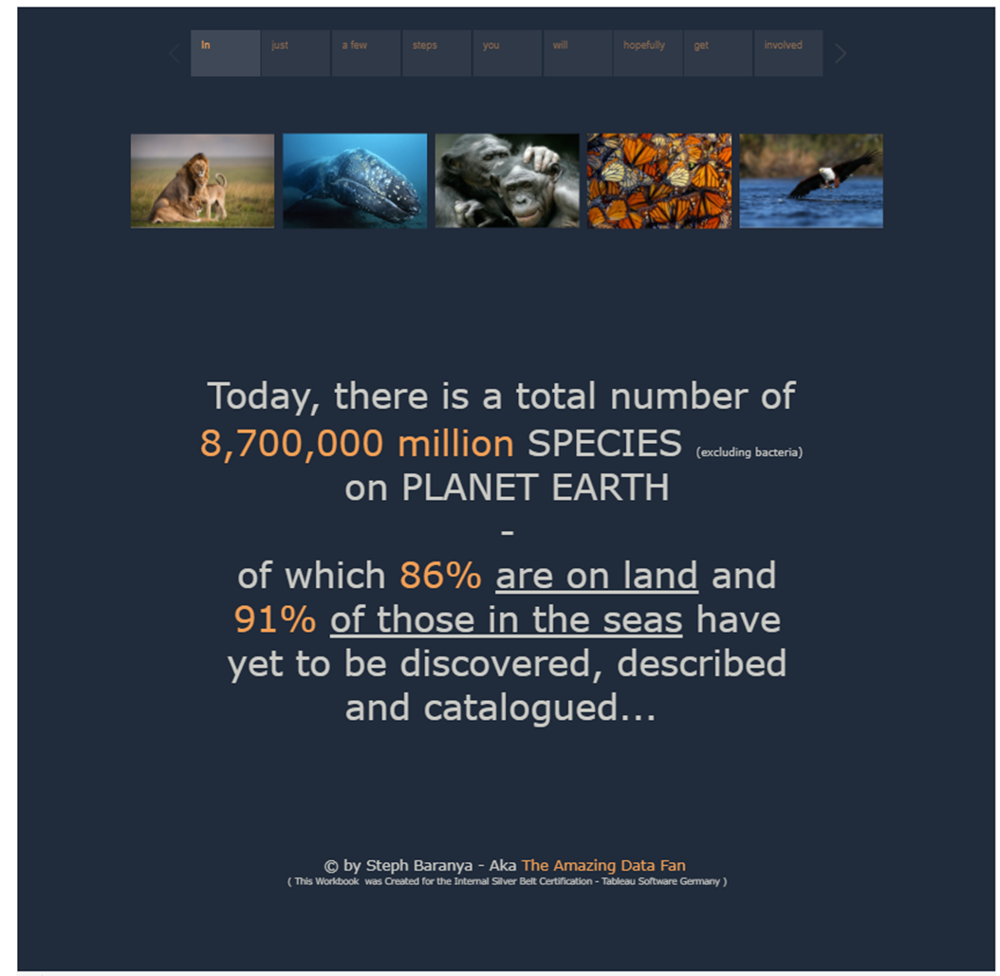 In just a few steps you will hopefully get involved
Today, there is a total number of
8,700,000 million SPECIES (excluding bacteria)
on PLANET EARTH
-
of which 86% are on land and
91% of those in the seas have
yet to be discovered, described
and catalogued...
© by Steph Baranya - Aka The Amazing Data Fan
( This Workbook was Created for the Internal Silver Belt Certification - Tableau Software Germany )